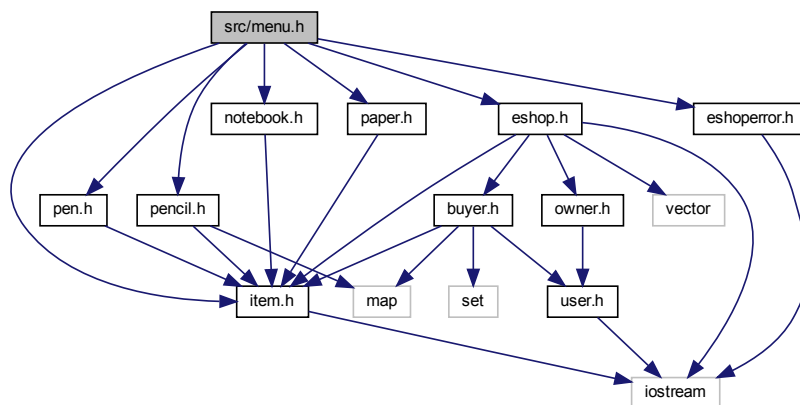 src/menu.h
notebook.h
paper.h
eshop.h
eshoperror.h
pen.h
pencil.h
buyer.h
owner.h
vector
item.h
map
set
user.h
iostream